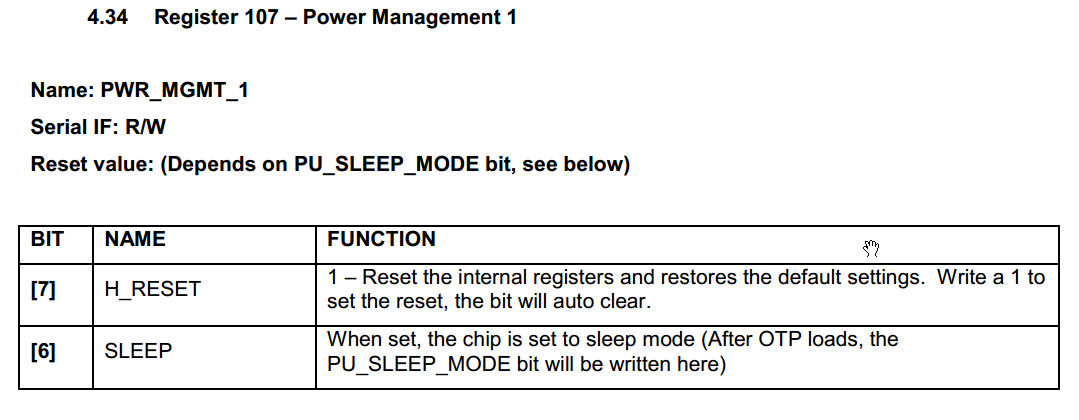 4.34 Register 107 – Power Management 1
Name: PWR_MGMT_1
Serial IF: R/W
Reset value: (Depends on PU_SLEEP_MODE bit, see below)
BIT NAME FUNCTION
[7] H_RESET 1 – Reset the internal registers and restores the default settings. Write a 1 to
set the reset, the bit will auto clear.
[6] SLEEP When set, the chip is set to sleep mode (After OTP loads, the
PU_SLEEP_MODE bit will be written here)